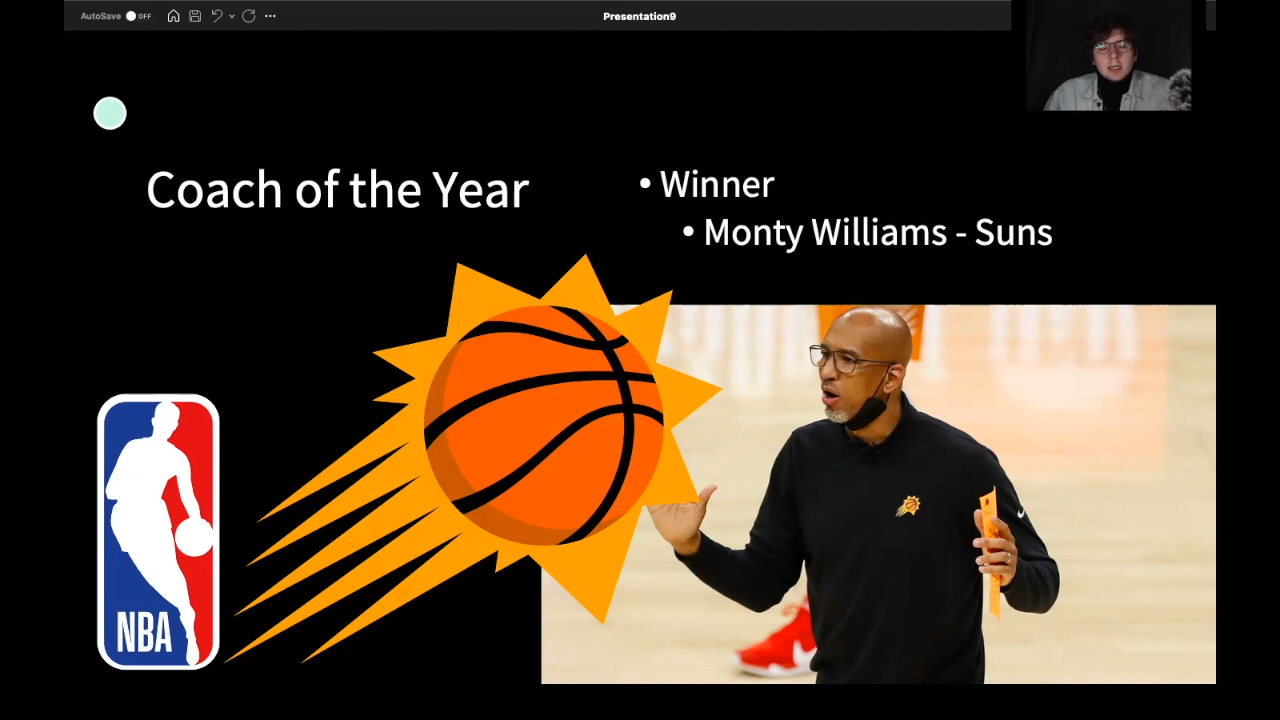 AutoSave OFF
Presentation9
Coach of the Year
• Winner
• Monty Williams - Suns
NBA